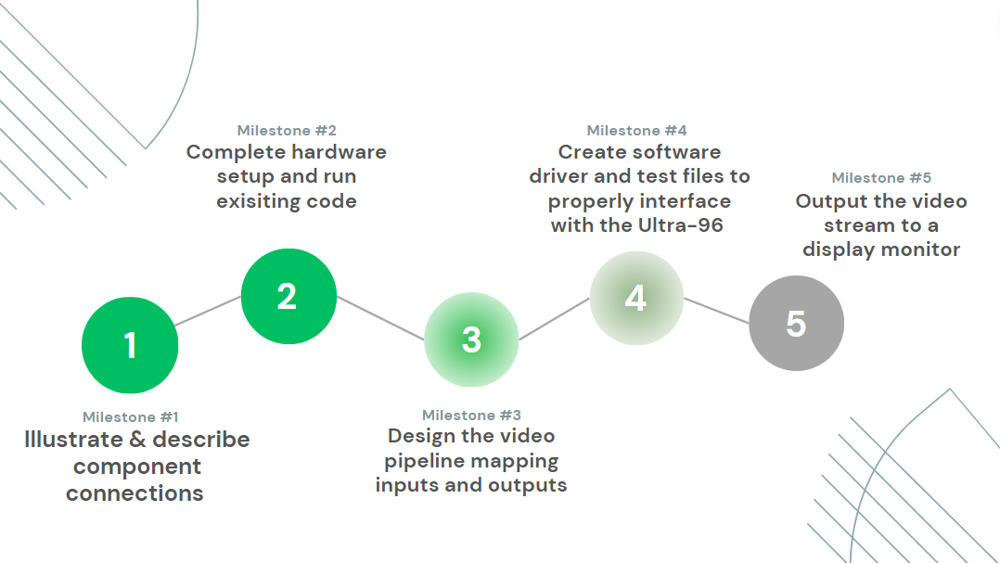 Milestone #1
Illustrate & describe
component
connections
1
Milestone #2
Complete hardware
setup and run
exisiting code
2
Milestone #3
Design the video
pipeline mapping
inputs and outputs
3
Milestone #4
Create software
driver and test files to
properly interface
with the Ultra-96
4
Milestone #5
Output the video
stream to a
display monitor
5